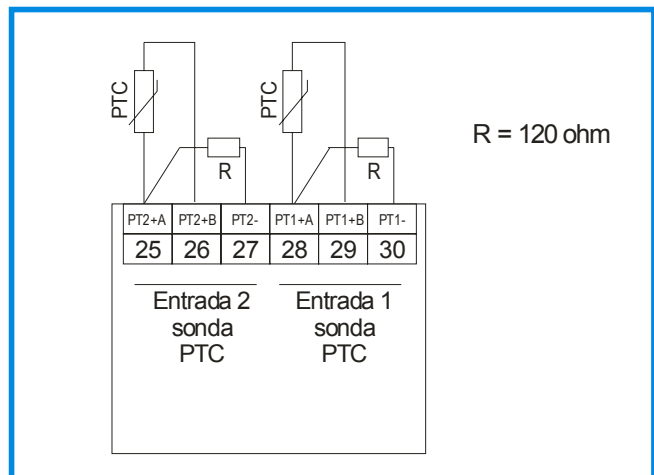 PTC
PTC
R = 120 ohm
R
R
PT2+A PT2+B PT2- PT1+A PT1+B PT1-
25 26 27 28 29 30
Entrada 2
sonda
PTC
Entrada 1
sonda
PTC